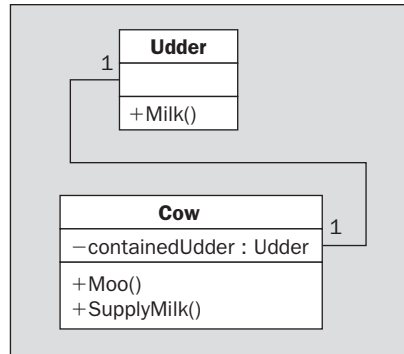 Udder
1
+Milk()
Cow
1
−containedUdder : Udder
+Moo()
+SupplyMilk()